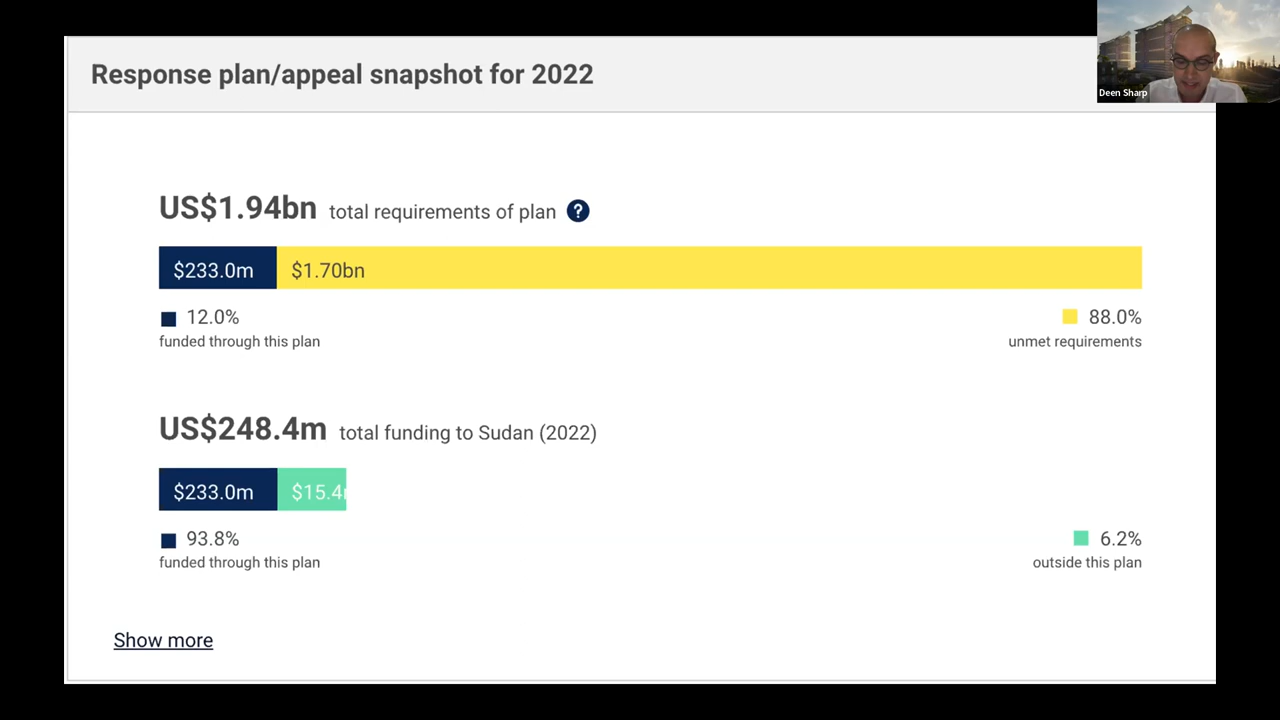 Response plan/appeal snapshot for 2022
Deen Sharp
US$1.94bn total requirements of plan ?
$233.0m $1.70bn
12.0% 88.0%
funded through this plan unmet requirements
US$248.4m total funding to Sudan (2022)
$233.0m $15.4
93.8% 6.2%
funded through this plan outside this plan
Show more